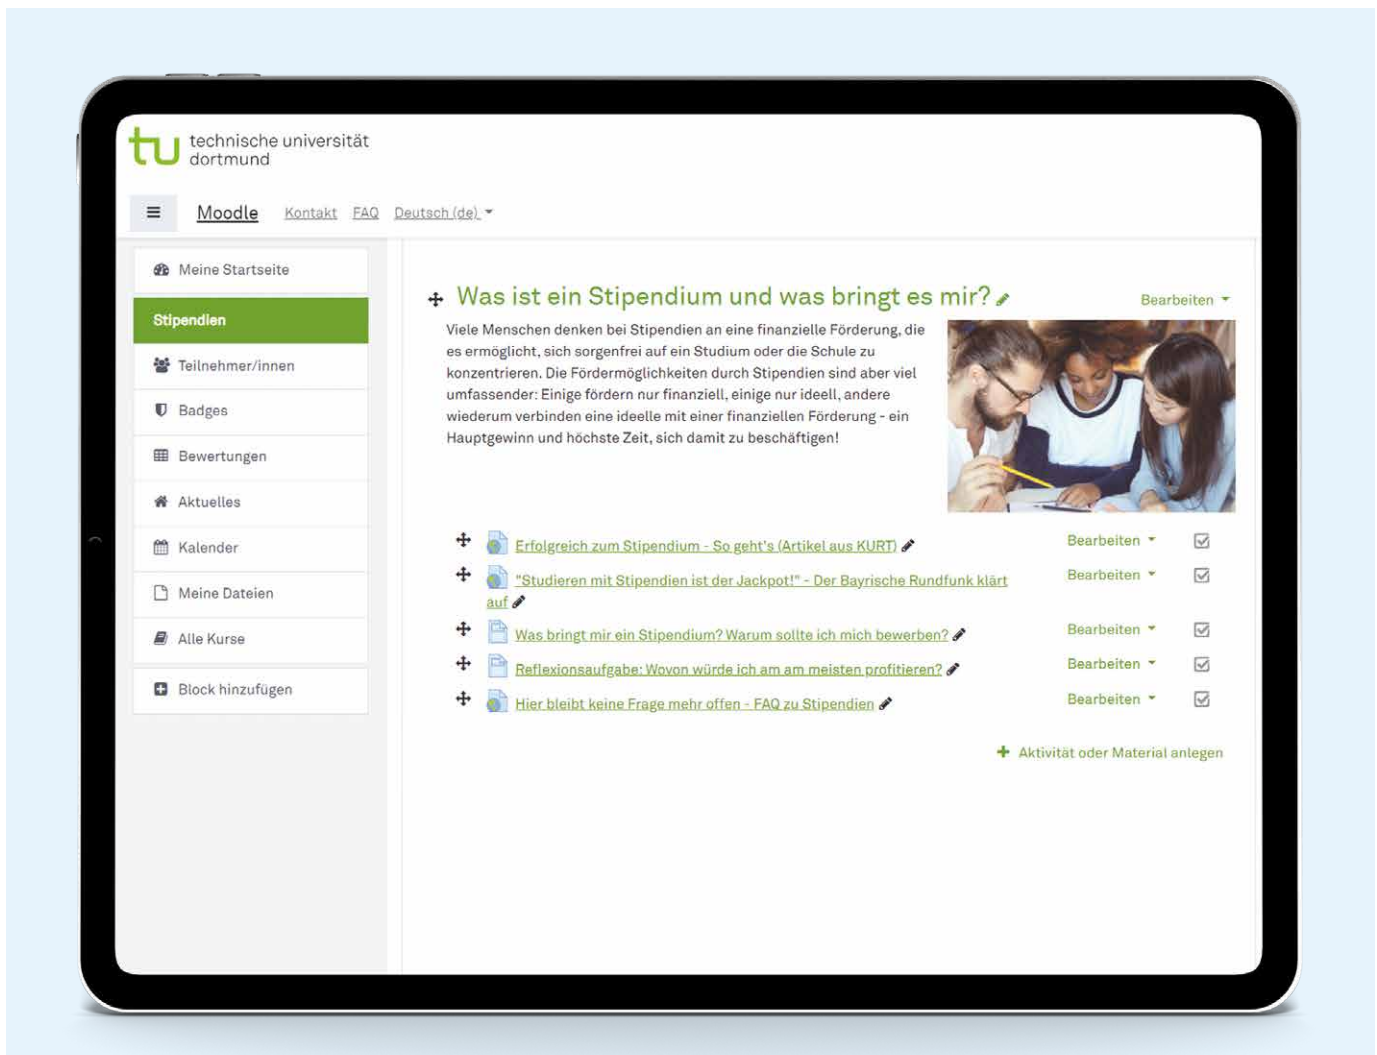 technische universität
dortmund
Moodle Kontakt FAQ Deutsch (de)
Meine Startseite
Stipendien
Teilnehmer/innen
Badges
Bewertungen
Aktuelles
Kalender
Meine Dateien
Alle Kurse
Block hinzufügen
Was ist ein Stipendium und was bringt es mir?
Bearbeiten
Viele Menschen denken bei Stipendien an eine finanzielle Förderung, die
es ermöglicht, sich sorgenfrei auf ein Studium oder die Schule zu
konzentrieren. Die Fördermöglichkeiten durch Stipendien sind aber viel
umfassender: Einige fördern nur finanziell, einige nur ideell, andere
wiederum verbinden eine ideelle mit einer finanziellen Förderung - ein
Hauptgewinn und höchste Zeit, sich damit zu beschäftigen!
Erfolgreich zum Stipendium - So geht's (Artikel aus KURT) Bearbeiten
"Studieren mit Stipendien ist der Jackpot!" - Der Bayrische Rundfunk klärt Bearbeiten
auf
Was bringt mir ein Stipendium? Warum sollte ich mich bewerben? Bearbeiten
Reflexionsaufgabe: Wovon würde ich am am meisten profitieren? Bearbeiten
Hier bleibt keine Frage mehr offen - FAQ zu Stipendien Bearbeiten
Aktivität oder Material anlegen